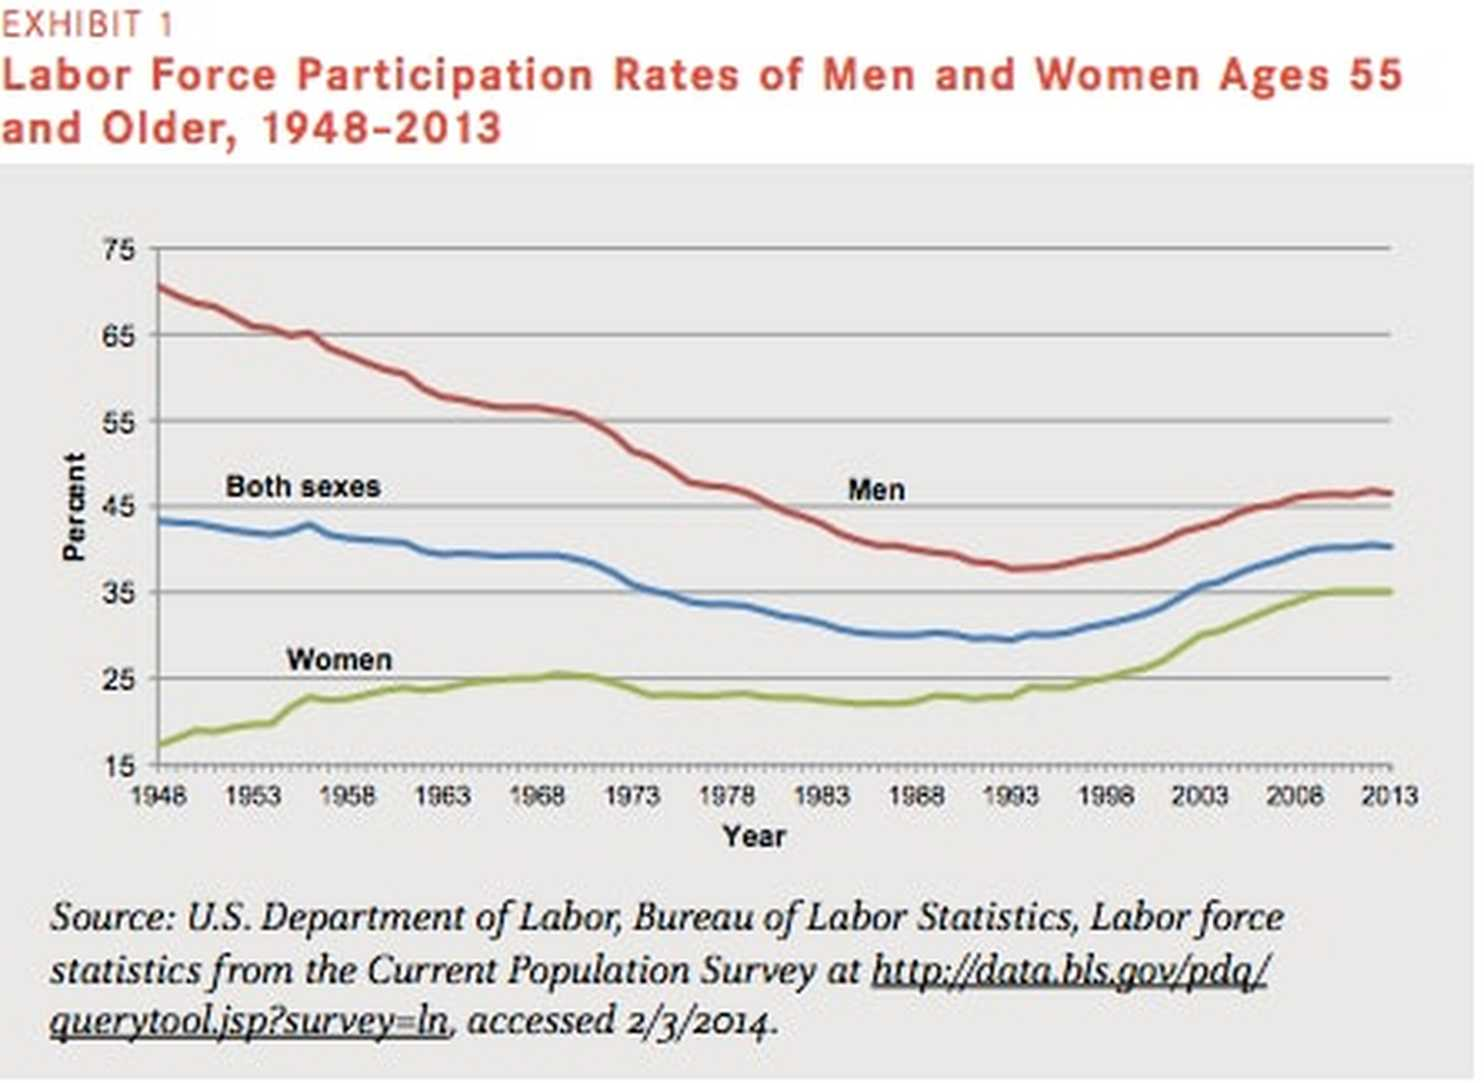 EXHIBIT 1
Labor Force Participation Rates of Men and Women Ages 55
and Older, 1948–2013
75
65
55
45
35
25
15
Percent
Both sexes
Men
Women
1948 1953 1958 1963 1968 1973 1978 1983 1988 1993 1998 2003 2008 2013
Year
Source: U.S. Department of Labor, Bureau of Labor Statistics, Labor force
statistics from the Current Population Survey at http://data.bls.gov/pdq/
querytool.jsp?survey=ln, accessed 2/3/2014.